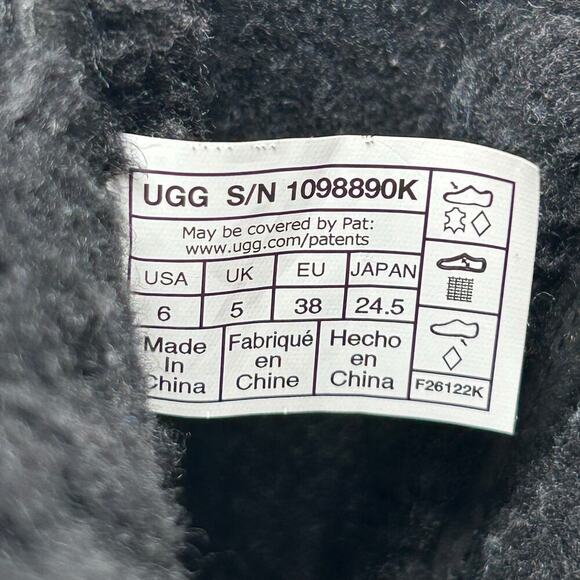 UGG S/N 1098890K
May be covered by Pat:
www.ugg.com/patents
USA UK EU JAPAN
6 5 38 24.5
Made In China
Fabriqué en Chine
Hecho en China
F26122K